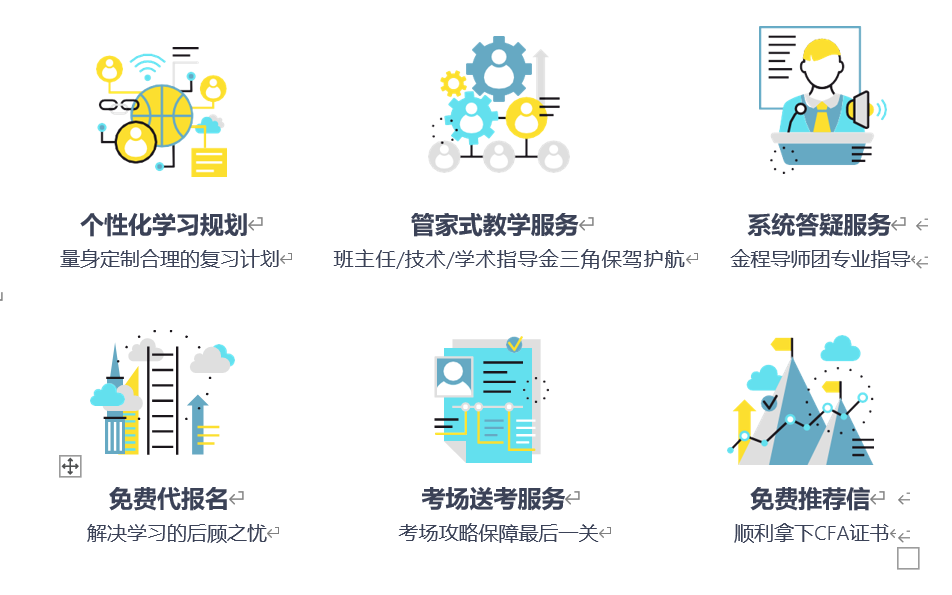 个性化学习规划
管家式教学服务
系统答疑服务
量身定制合理的复习计划
班主任/技术/学术指导金三角保驾护航
金程导师团专业指导
免费代报名
考场送考服务
免费推荐信
解决学习的后顾之忧
考场攻略保障最后一关
顺利拿下CFA证书